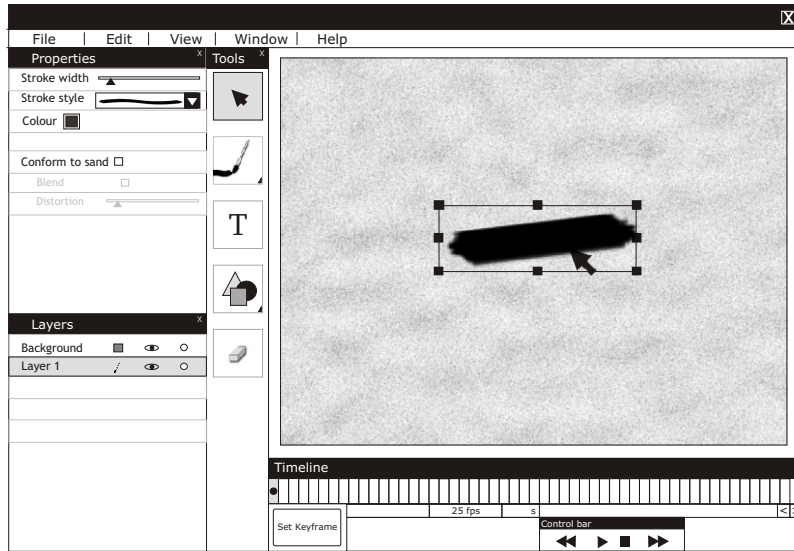 X
File | Edit | View | Window | Help
Properties x
Stroke width
Stroke style
Colour
Conform to sand
Blend
Distortion
Layers x
Background
Layer 1
Tools x
T
Timeline
25 fps s < >
Set Keyframe
Control bar